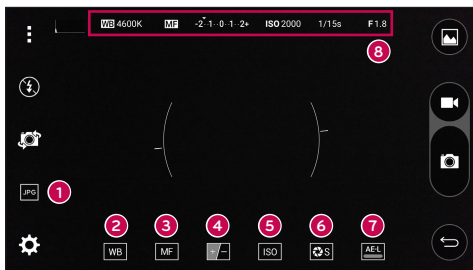 WB 4600K MF -2··1··0··1··2+ ISO 2000 1/15s F1.8
8
JPG 1
2 3 4 5 6 7
WB MF +/- ISO S AE-L